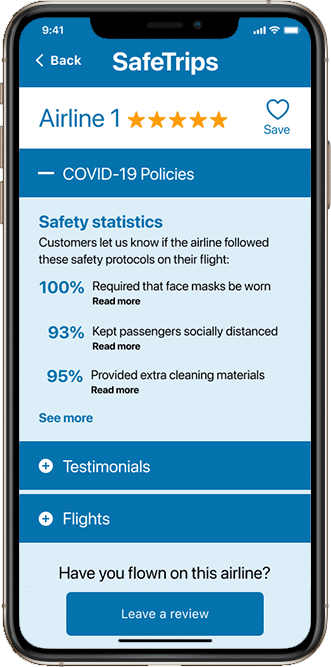 9:41
Back
SafeTrips
Airline 1
Save
COVID-19 Policies
Safety statistics
Customers let us know if the airline followed
these safety protocols on their flight:
100% Required that face masks be worn
Read more
93% Kept passengers socially distanced
Read more
95% Provided extra cleaning materials
Read more
See more
Testimonials
Flights
Have you flown on this airline?
Leave a review